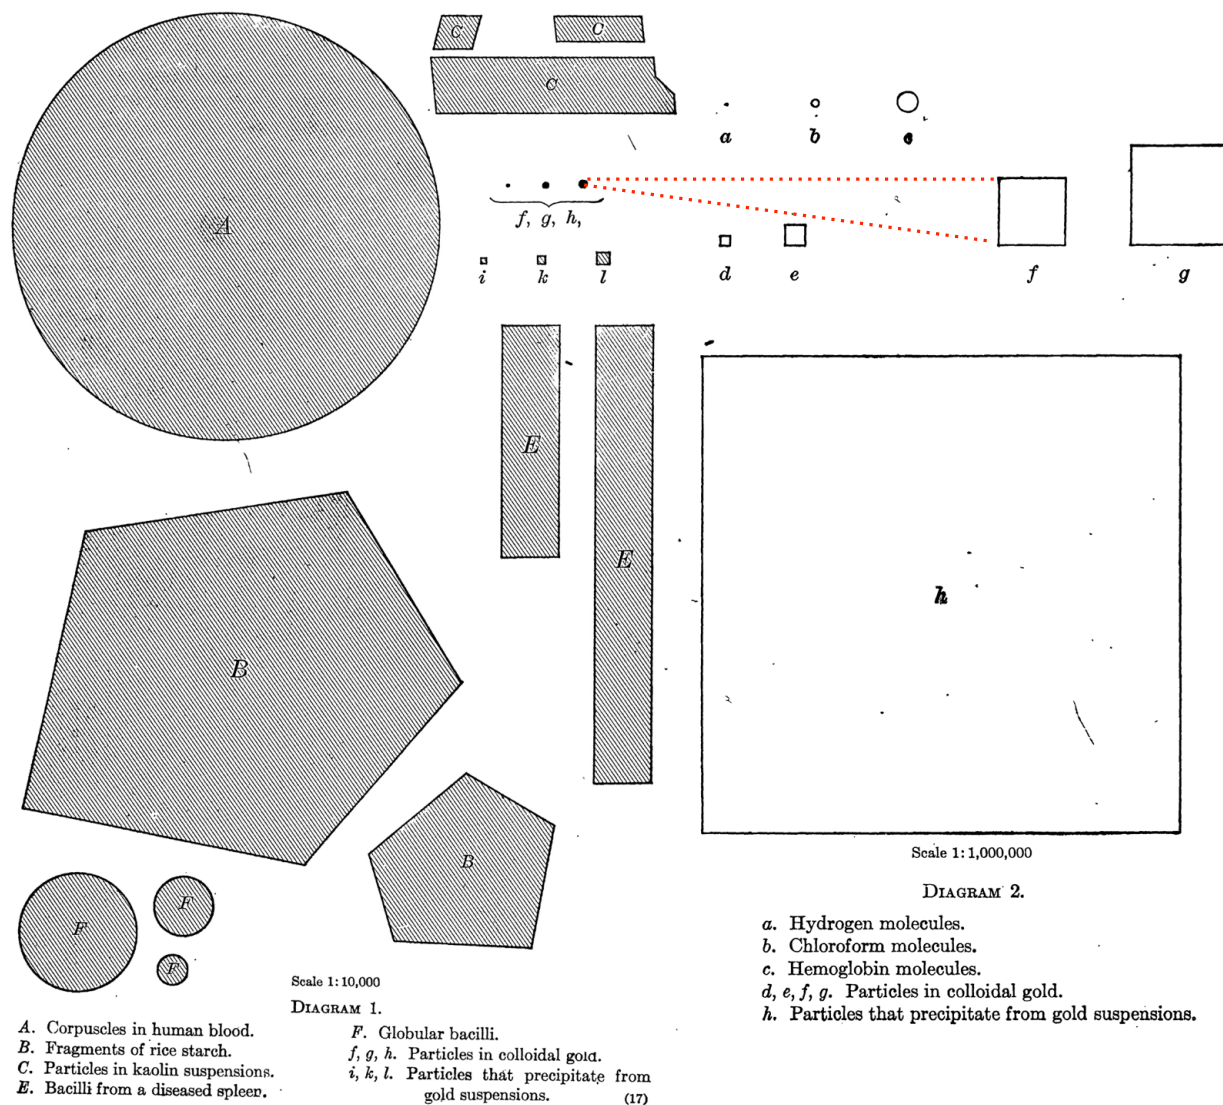 A
C
C
C
f, g, h,
i
k
l
E
E
B
B
F
F
F
Scale 1:10,000
DIAGRAM 1.
A. Corpuscles in human blood.
B. Fragments of rice starch.
C. Particles in kaolin suspensions.
E. Bacilli from a diseased spleen.
F. Globular bacilli.
f, g, h. Particles in colloidal gold.
i, k, l. Particles that precipitate from
gold suspensions.
(17)
a
b
d
e
f
g
h
Scale 1:1,000,000
DIAGRAM 2.
a. Hydrogen molecules.
b. Chloroform molecules.
c. Hemoglobin molecules.
d, e, f, g. Particles in colloidal gold.
h. Particles that precipitate from gold suspensions.